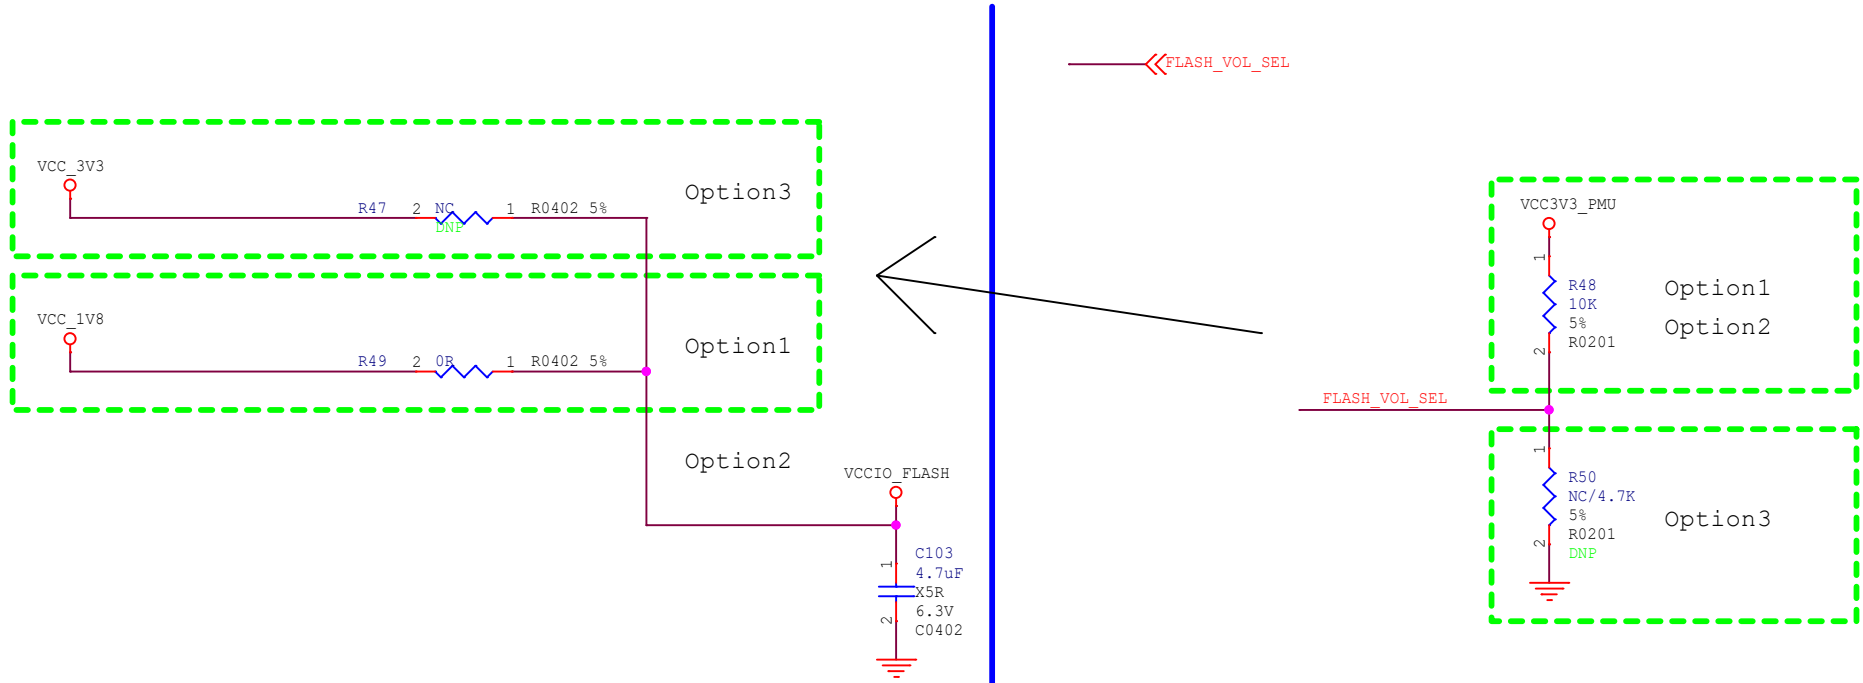 FLASH_VOL_SEL
VCC_3V3
R47 2 NC 1 R0402 5%
DNP
Option3
VCC_1V8
R49 2 0R 1 R0402 5%
Option1
Option2
VCCIO_FLASH
1
2
C103
4.7uF
X5R
6.3V
C0402
VCC3V3_PMU
1
2
R48
10K
5%
R0201
Option1
Option2
FLASH_VOL_SEL
1
2
R50
NC/4.7K
5%
R0201
DNP
Option3